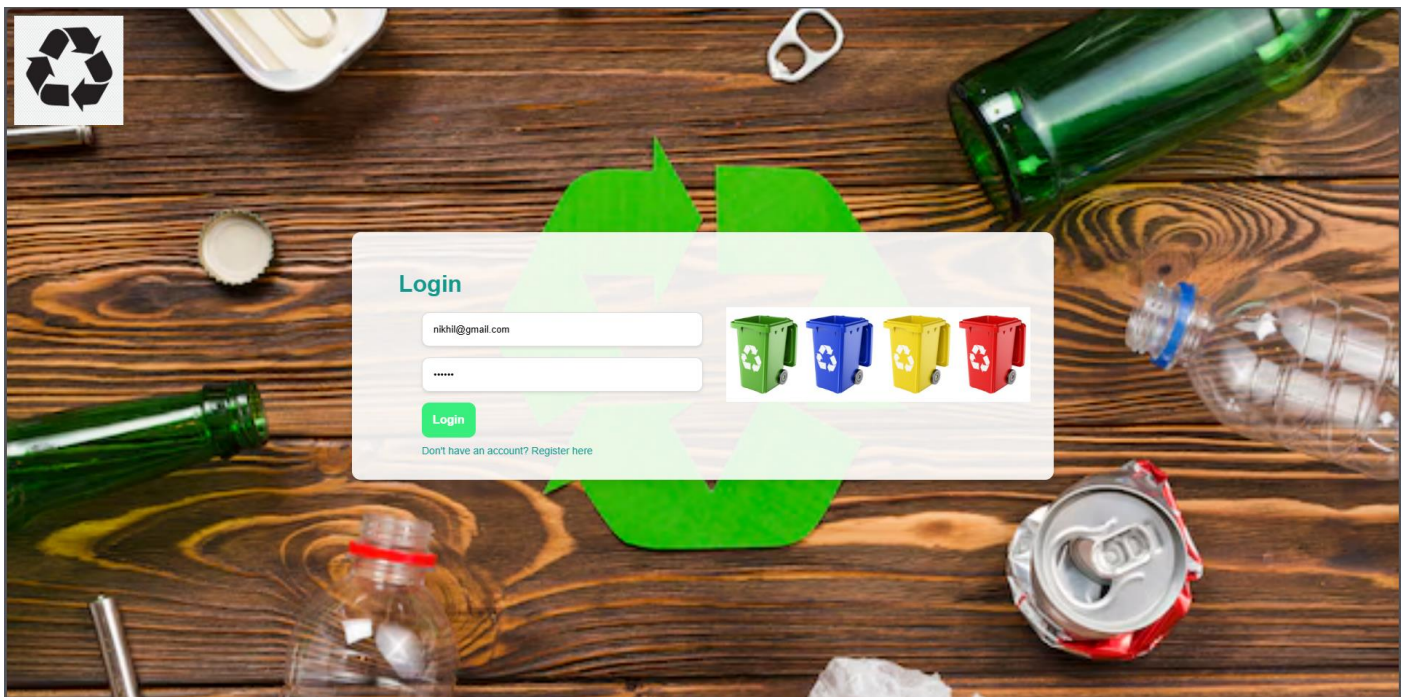 Login
nikhil@gmail.com
••••••
Login
Don't have an account? Register here